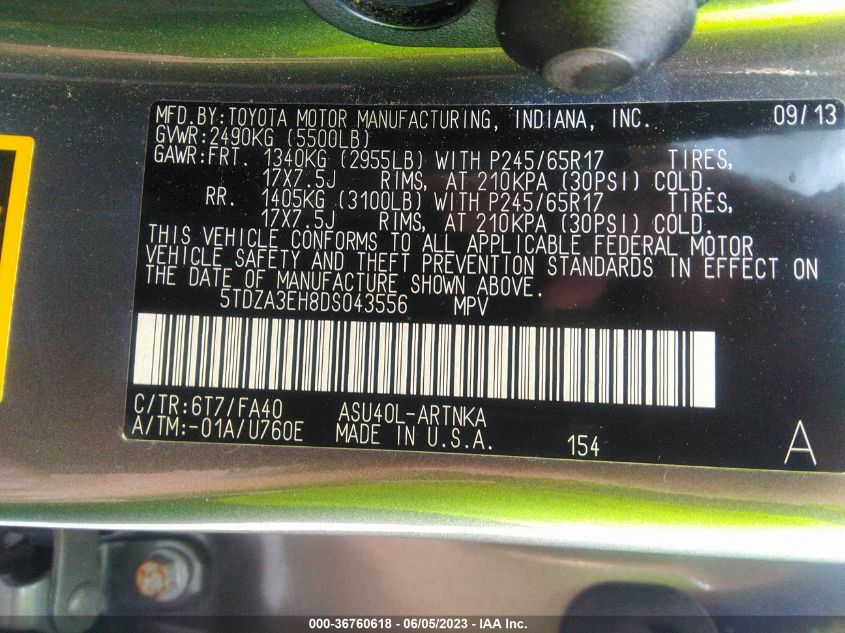 MFD.BY:TOYOTA MOTOR MANUFACTURING, INDIANA, INC. 09/13
GVWR:2490KG (5500LB)
GAWR:FRT. 1340KG (2955LB) WITH P245/65R17 TIRES,
17X7.5J RIMS, AT 210KPA (30PSI) COLD.
RR. 1405KG (3100LB) WITH P245/65R17 TIRES,
17X7.5J RIMS, AT 210KPA (30PSI) COLD.
THIS VEHICLE CONFORMS TO ALL APPLICABLE FEDERAL MOTOR
VEHICLE SAFETY AND THEFT PREVENTION STANDARDS IN EFFECT ON
THE DATE OF MANUFACTURE SHOWN ABOVE.
5TDZA3EH8DS043556 MPV
C/TR:6T7/FA40 ASU40L-ARTNKA
A/TM:-01A/U760E MADE IN U.S.A. 154 A
000-36760618 - 06/05/2023 - IAA Inc.